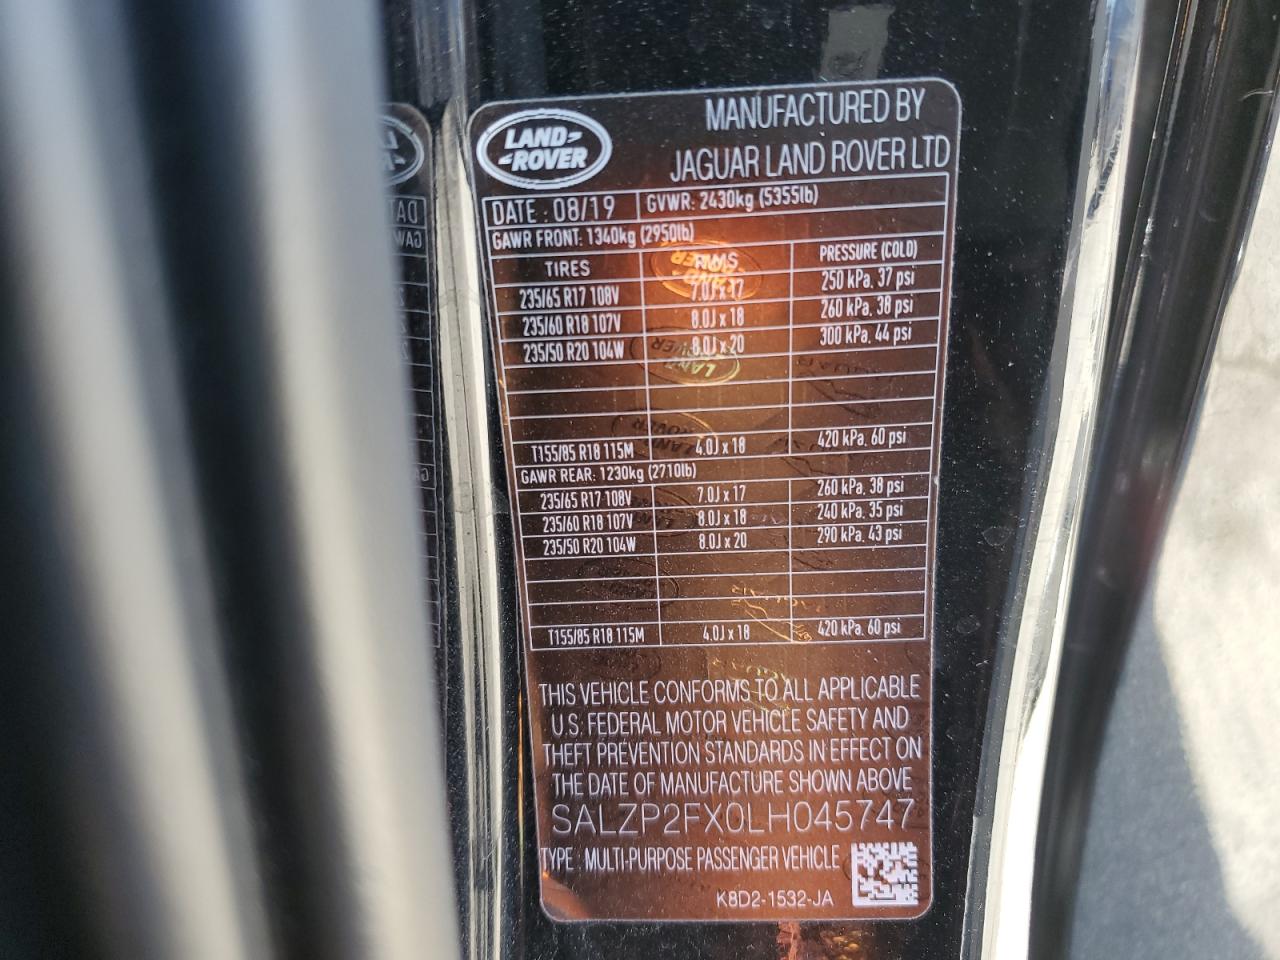 LAND-
-ROVER
MANUFACTURED BY
JAGUAR LAND ROVER LTD
DATE : 08/19 GVWR: 2430kg (5355lb)
GAWR FRONT: 1340kg (2950lb)
TIRES PRESSURE (COLD)
235/65 R17 108V 7.0J x 17 250 kPa, 37 psi
235/60 R18 107V 8.0J x 18 260 kPa, 38 psi
235/50 R20 104W 8.0J x 20 300 kPa, 44 psi
T155/85 R18 115M 4.0J x 18 420 kPa, 60 psi
GAWR REAR: 1230kg (2710lb)
235/65 R17 108V 7.0J x 17 260 kPa, 38 psi
235/60 R18 107V 8.0J x 18 240 kPa, 35 psi
235/50 R20 104W 8.0J x 20 290 kPa, 43 psi
T155/85 R18 115M 4.0J x 18 420 kPa, 60 psi
THIS VEHICLE CONFORMS TO ALL APPLICABLE
U.S. FEDERAL MOTOR VEHICLE SAFETY AND
THEFT PREVENTION STANDARDS IN EFFECT ON
THE DATE OF MANUFACTURE SHOWN ABOVE
SALZP2FX0LH045747
TYPE : MULTI-PURPOSE PASSENGER VEHICLE
K8D2-1532-JA